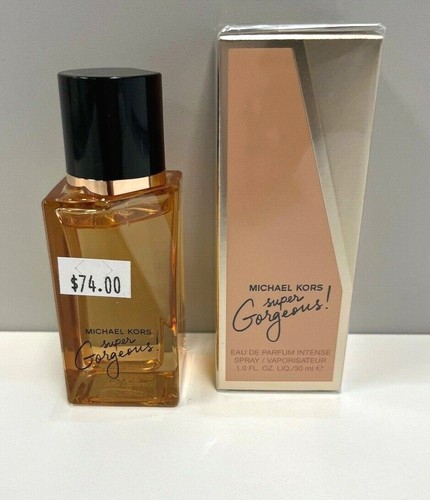 $74.00
MICHAEL KORS
super
Gorgeous!
MICHAEL KORS
super
Gorgeous!
EAU DE PARFUM INTENSE
SPRAY / VAPORISATEUR
1.0 FL. OZ. LIQ./30 ml ℮